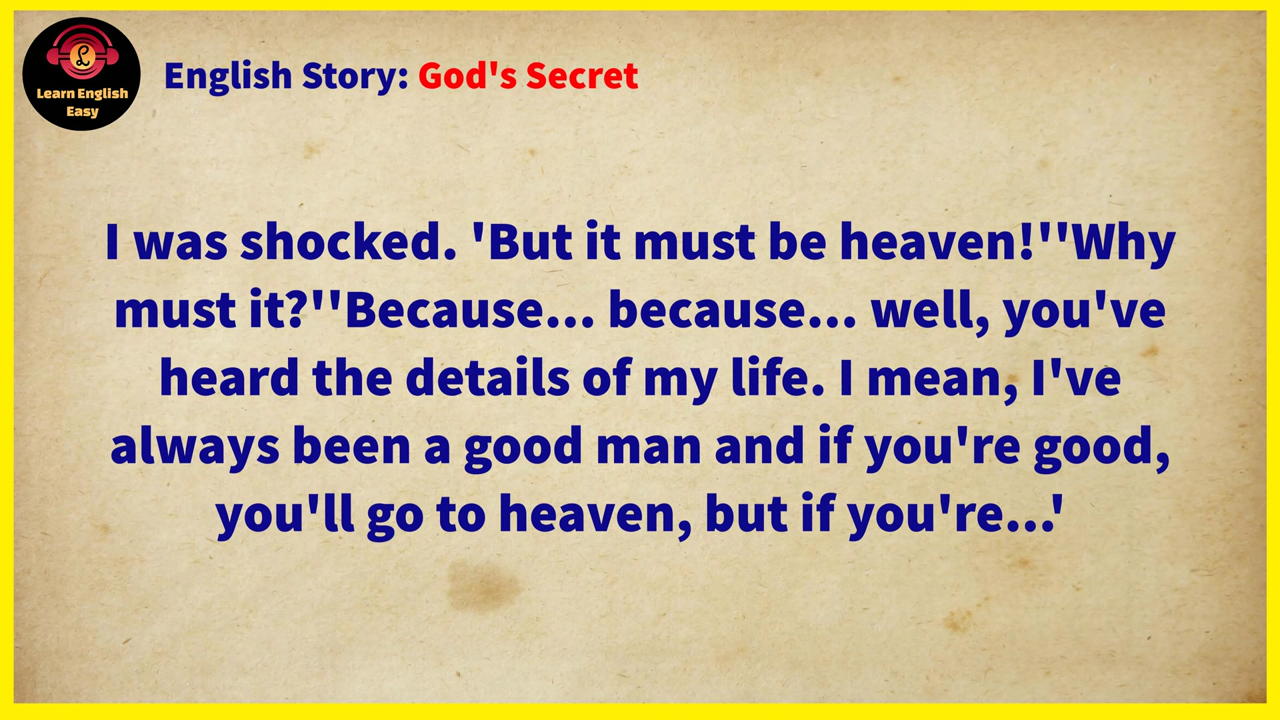 Learn English
Easy
English Story: God's Secret
I was shocked. 'But it must be heaven!''Why
must it?''Because... because... well, you've
heard the details of my life. I mean, I've
always been a good man and if you're good,
you'll go to heaven, but if you're...'